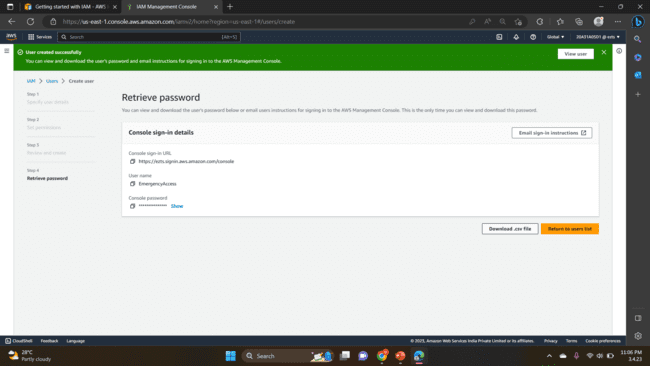 Getting started with IAM - AWS
IAM Management Console
https://us-east-1.console.aws.amazon.com/iamv2/home?region=us-east-1#/users/create
aws
Services
Search
[Alt+S]
Global
204314650501 @ ezts
User created successfully
You can view and download the user's password and email instructions for signing in to the AWS Management Console.
View user
IAM > Users > Create user
Step 1
Specify user details
Step 2
Set permissions
Step 3
Review and create
Step 4
Retrieve password
Retrieve password
You can view and download the user's password below or email users instructions for signing in to the AWS Management Console. This is the only time you can view and download this password.
Console sign-in details
Email sign-in instructions
Console sign-in URL
https://ezts.signin.aws.amazon.com/console
User name
EmergencyAccess
Console password
************** Show
Download .csv file
Return to users list
CloudShell
Feedback
Language
© 2023, Amazon Web Services India Private Limited or its affiliates.
Privacy
Terms
Cookie preferences
28°C
Partly cloudy
Search
11:06 PM
3.4.23